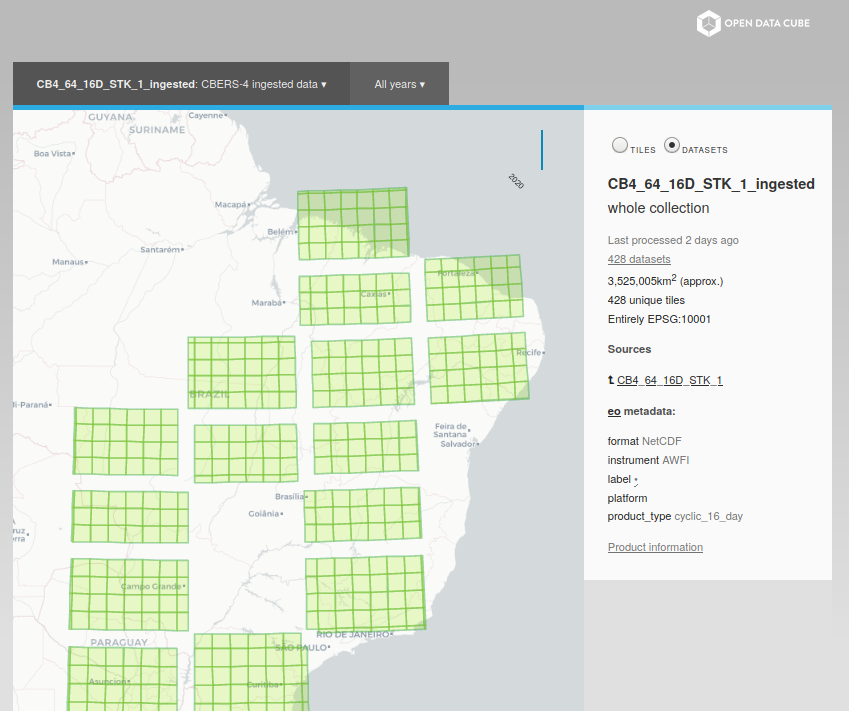 OPEN DATA CUBE
CB4_64_16D_STK_1_ingested: CBERS-4 ingested data ▾
All years ▾
GUYANA
Cayenne
SURINAME
Boa Vista
2020
Macapá
Belém
Santarém
Manaus
Fortaleza
Caxias
Marabá
Recife
BRAZIL
Ji-Paraná
Feira de
Santana
Salvador
Brasília
Goiânia
Campo Grande
RIO DE JANEIRO
PARAGUAY
SÃO PAULO
Asuncion
Curitiba
TILES
DATASETS
CB4_64_16D_STK_1_ingested
whole collection
Last processed 2 days ago
428 datasets
3,525,005km2 (approx.)
428 unique tiles
Entirely EPSG:10001
Sources
CB4_64_16D_STK_1
eo metadata:
format NetCDF
instrument AWFI
label
platform
product_type cyclic_16_day
Product information